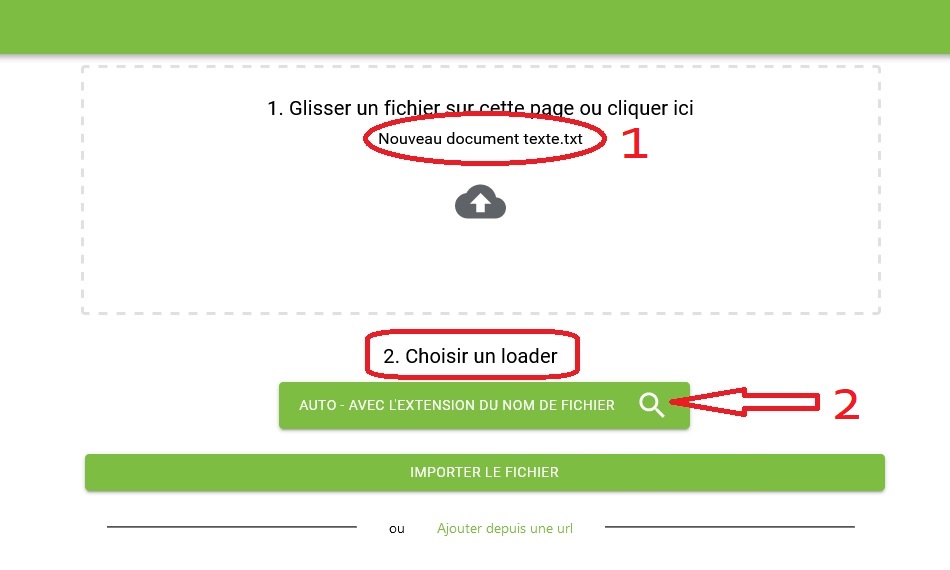 1. Glisser un fichier sur cette page ou cliquer ici
Nouveau document texte.txt
1
2. Choisir un loader
AUTO - AVEC L'EXTENSION DU NOM DE FICHIER
2
IMPORTER LE FICHIER
ou Ajouter depuis une url